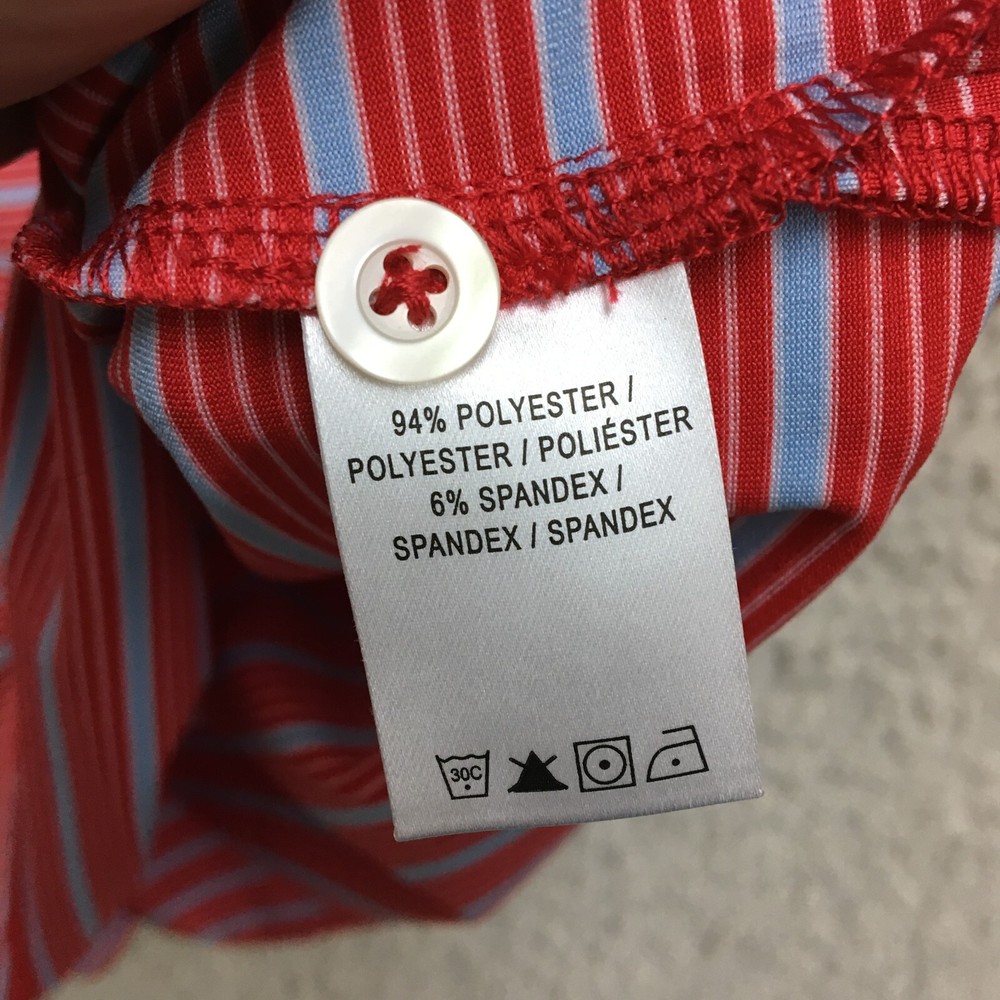 94% POLYESTER /
POLYESTER / POLIÉSTER
6% SPANDEX /
SPANDEX / SPANDEX
30C